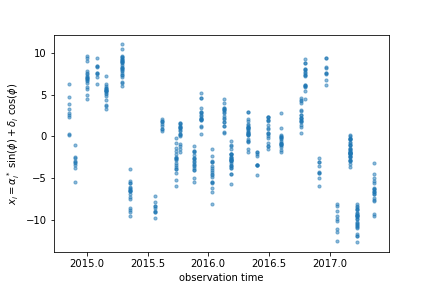 10
5
0
−5
−10
x_i = α_i^* sin(ϕ) + δ_i cos(ϕ)
2015.0 2015.5 2016.0 2016.5 2017.0
observation time